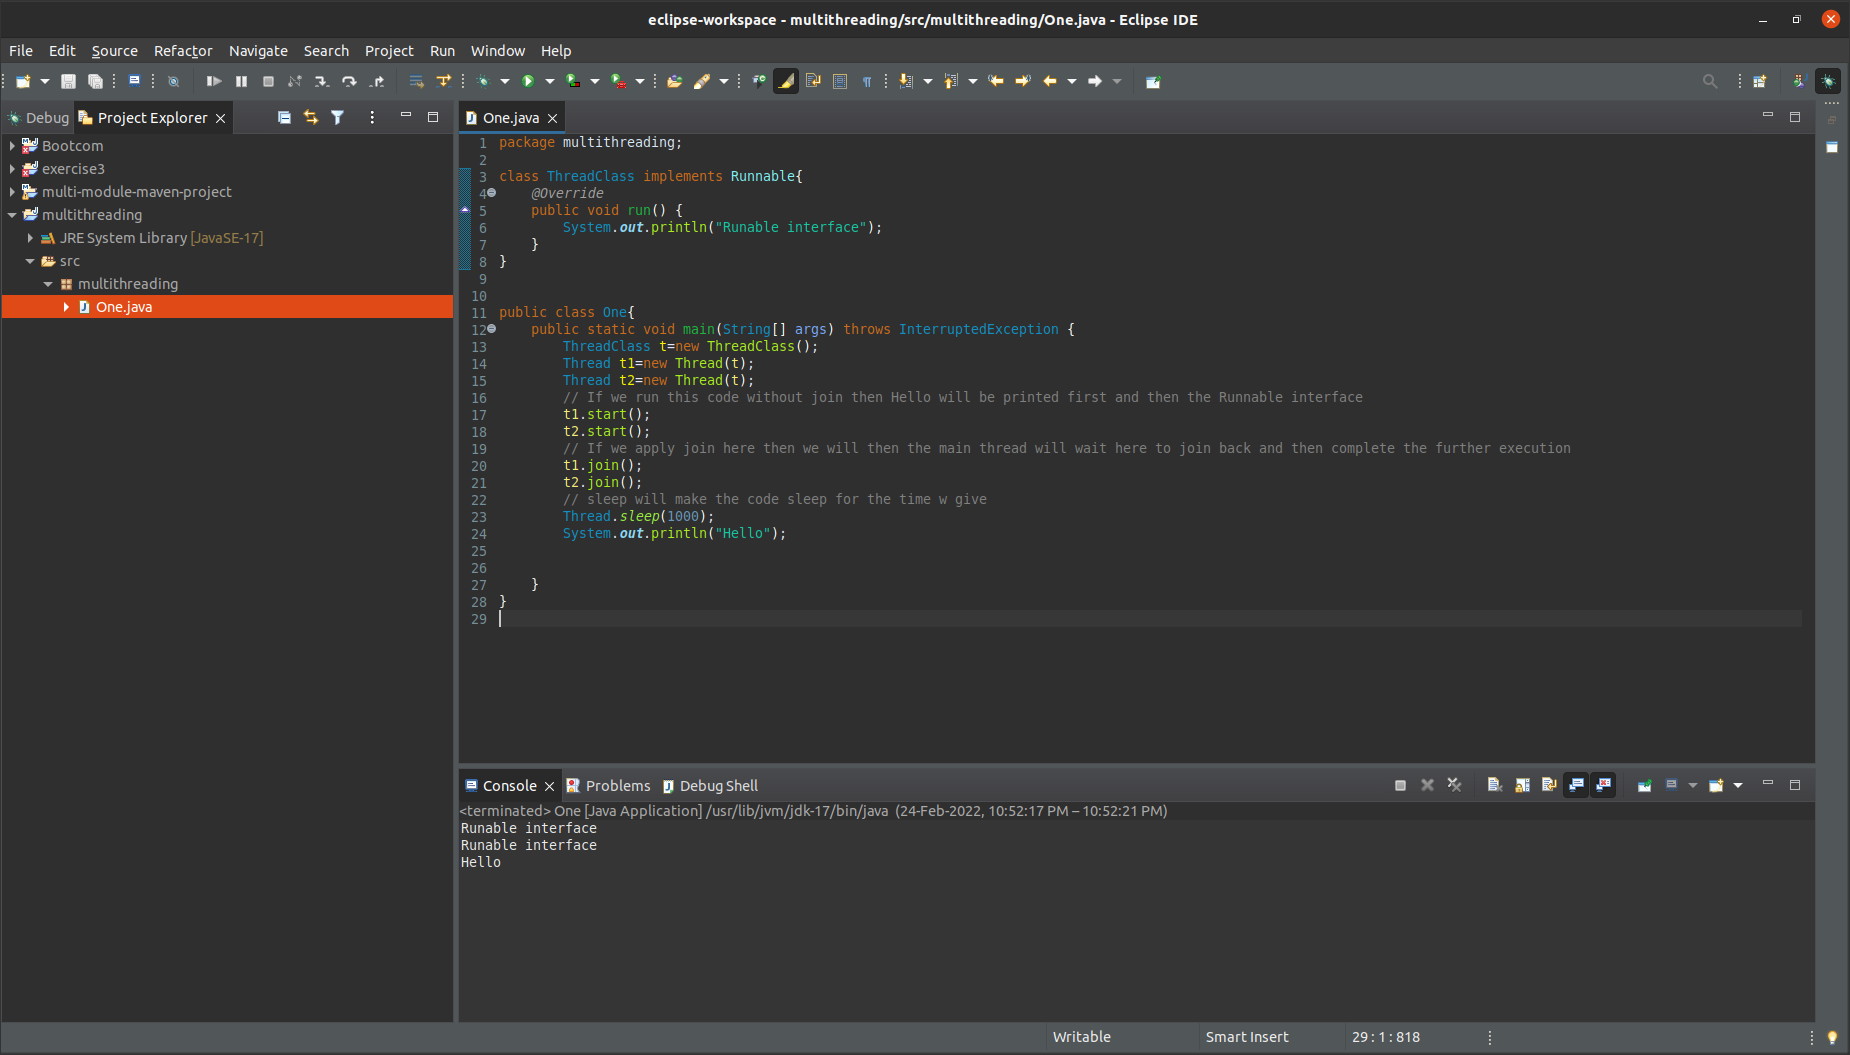 eclipse-workspace - multithreading/src/multithreading/One.java - Eclipse IDE
File Edit Source Refactor Navigate Search Project Run Window Help
Debug Project Explorer
Bootcom
exercise3
multi-module-maven-project
multithreading
JRE System Library [JavaSE-17]
src
multithreading
One.java
One.java
1 package multithreading;
2
3 class ThreadClass implements Runnable{
4 @Override
5 public void run() {
6 System.out.println("Runable interface");
7 }
8 }
9
10
11 public class One{
12 public static void main(String[] args) throws InterruptedException {
13 ThreadClass t=new ThreadClass();
14 Thread t1=new Thread(t);
15 Thread t2=new Thread(t);
16 // If we run this code without join then Hello will be printed first and then the Runnable interface
17 t1.start();
18 t2.start();
19 // If we apply join here then we will then the main thread will wait here to join back and then complete the further execution
20 t1.join();
21 t2.join();
22 // sleep will make the code sleep for the time w give
23 Thread.sleep(1000);
24 System.out.println("Hello");
25
26
27 }
28 }
29
Console Problems Debug Shell
<terminated> One [Java Application] /usr/lib/jvm/jdk-17/bin/java (24-Feb-2022, 10:52:17 PM – 10:52:21 PM)
Runable interface
Runable interface
Hello
Writable Smart Insert 29 : 1 : 818